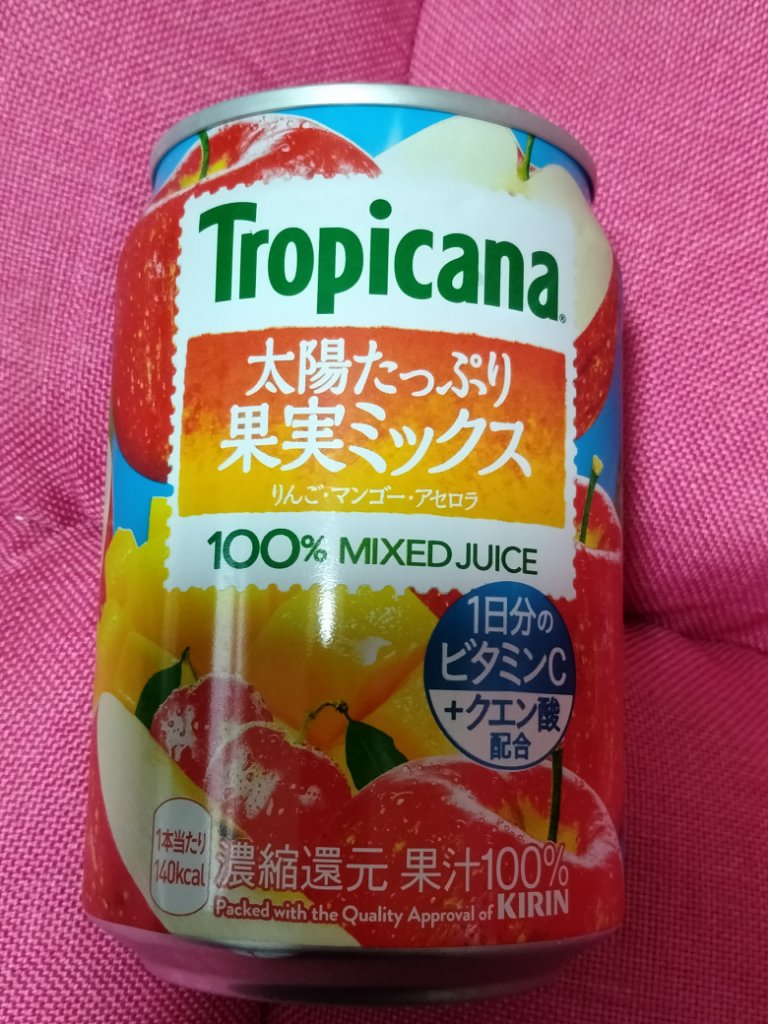 Tropicana®
太陽たっぷり
果実ミックス
りんご・マンゴー・アセロラ
100% MIXED JUICE
1日分の
ビタミンC
+クエン酸
配合
1本当たり
140kcal
濃縮還元 果汁100%
Packed with the Quality Approval of KIRIN